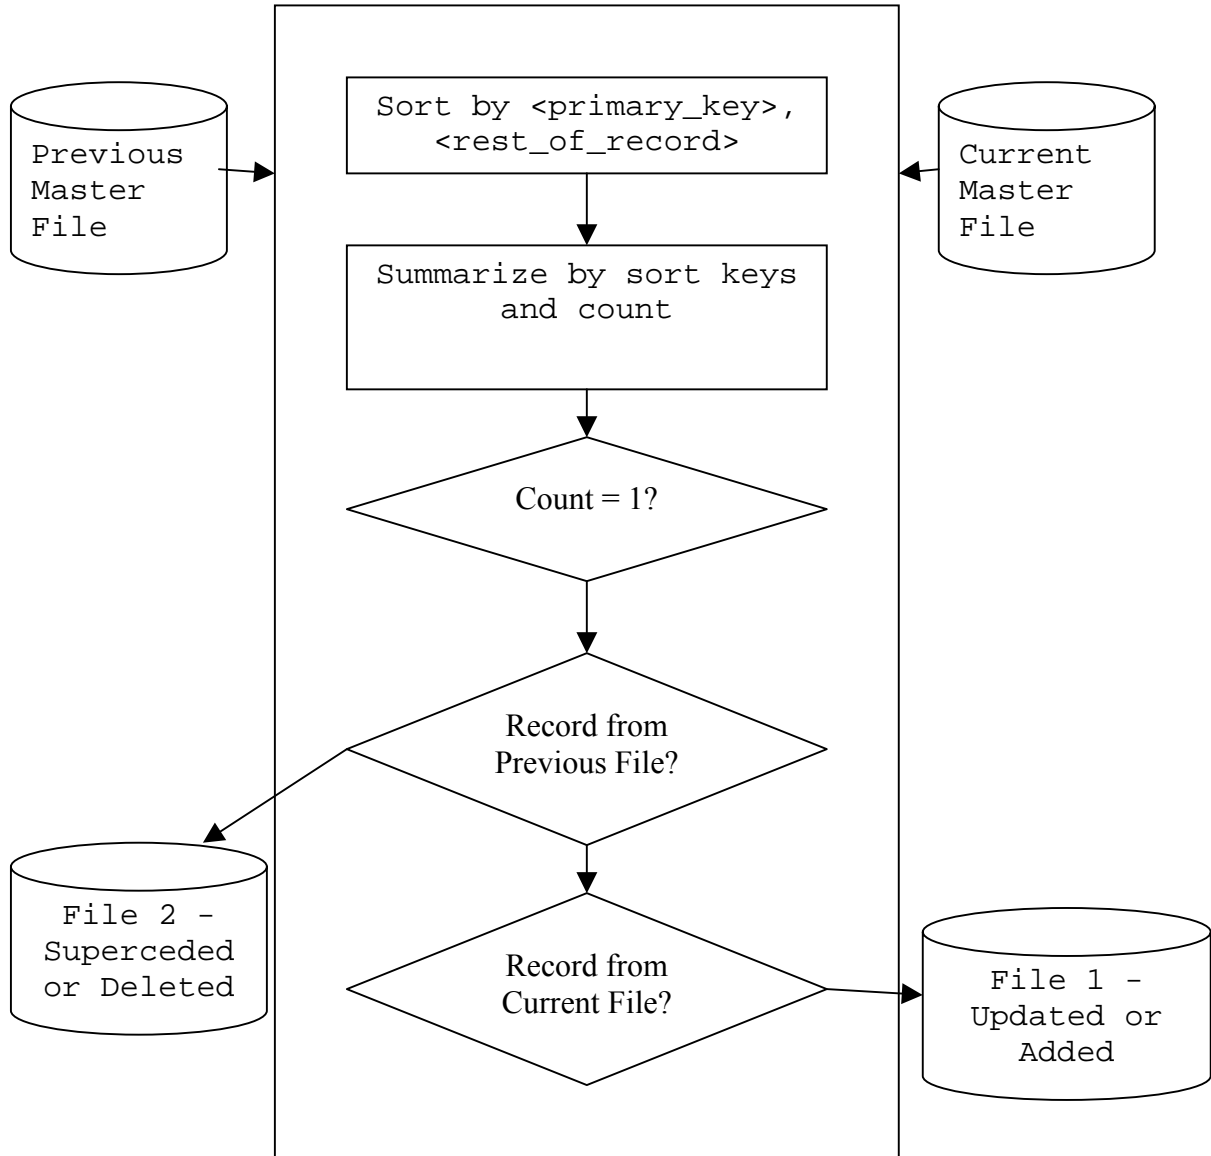 Sort by <primary_key>,
<rest_of_record>
Previous
Master
File
Current
Master
File
Summarize by sort keys
and count
Count = 1?
Record from
Previous File?
File 2 -
Superceded
or Deleted
Record from
Current File?
File 1 -
Updated or
Added